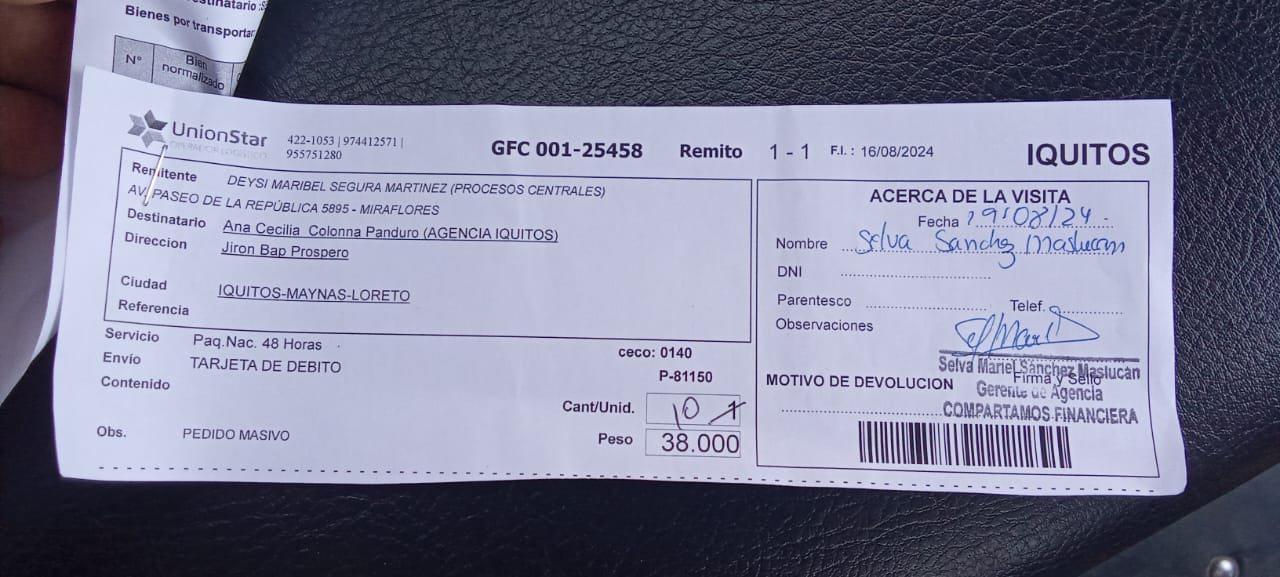 Bienes por transportar
N°
Bien
normalizado
UnionStar
OPERADOR LOGISTICO
422-1053 | 974412571 |
955751280
GFC 001-25458 Remito 1 - 1 F.I. : 16/08/2024 IQUITOS
Remitente DEYSI MARIBEL SEGURA MARTINEZ (PROCESOS CENTRALES)
AV. PASEO DE LA REPÚBLICA 5895 - MIRAFLORES
Destinatario Ana Cecilia Colonna Panduro (AGENCIA IQUITOS)
Direccion Jiron Bap Prospero
Ciudad IQUITOS-MAYNAS-LORETO
Referencia
Servicio Paq.Nac. 48 Horas
Envío TARJETA DE DEBITO
Contenido
ceco: 0140
P-81150
Cant/Unid. 10
Peso 38.000
Obs. PEDIDO MASIVO
ACERCA DE LA VISITA
Fecha 19/08/24
Nombre Selva Sanchez Maslucan
DNI
Parentesco Telef.
Observaciones
Selva Mariel Sánchez Maslucán
Firma y Sello
Gerente de Agencia
MOTIVO DE DEVOLUCION
COMPARTAMOS FINANCIERA